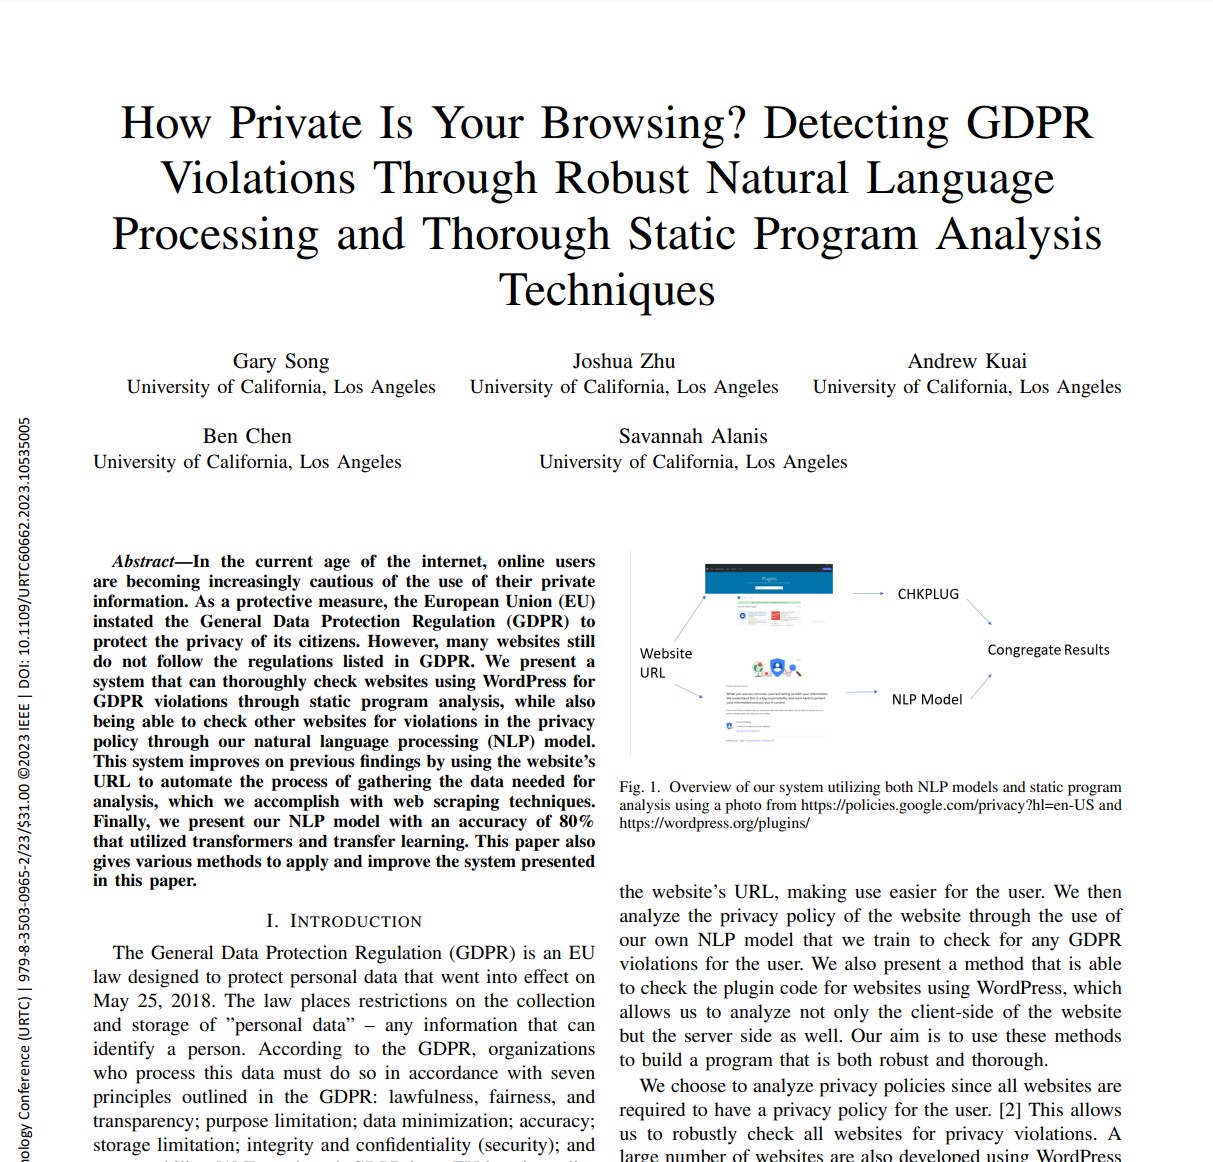 How Private Is Your Browsing? Detecting GDPR
Violations Through Robust Natural Language
Processing and Thorough Static Program Analysis
Techniques
Gary Song
University of California, Los Angeles
Joshua Zhu
University of California, Los Angeles
Andrew Kuai
University of California, Los Angeles
Ben Chen
University of California, Los Angeles
Savannah Alanis
University of California, Los Angeles
nology Conference (URTC) | 979-8-3503-0965-2/23/$31.00 ©2023 IEEE | DOI: 10.1109/URTC60662.2023.10535005
Abstract—In the current age of the internet, online users
are becoming increasingly cautious of the use of their private
information. As a protective measure, the European Union (EU)
instated the General Data Protection Regulation (GDPR) to
protect the privacy of its citizens. However, many websites still
do not follow the regulations listed in GDPR. We present a
system that can thoroughly check websites using WordPress for
GDPR violations through static program analysis, while also
being able to check other websites for violations in the privacy
policy through our natural language processing (NLP) model.
This system improves on previous findings by using the website's
URL to automate the process of gathering the data needed for
analysis, which we accomplish with web scraping techniques.
Finally, we present our NLP model with an accuracy of 80%
that utilized transformers and transfer learning. This paper also
gives various methods to apply and improve the system presented
in this paper.
I. INTRODUCTION
The General Data Protection Regulation (GDPR) is an EU
law designed to protect personal data that went into effect on
May 25, 2018. The law places restrictions on the collection
and storage of ”personal data” – any information that can
identify a person. According to the GDPR, organizations
who process this data must do so in accordance with seven
principles outlined in the GDPR: lawfulness, fairness, and
transparency; purpose limitation; data minimization; accuracy;
storage limitation; integrity and confidentiality (security); and
Website
URL
Plugins
CHKPLUG
NLP Model
Congregate Results
Fig. 1. Overview of our system utilizing both NLP models and static program
analysis using a photo from https://policies.google.com/privacy?hl=en-US and
https://wordpress.org/plugins/
the website's URL, making use easier for the user. We then
analyze the privacy policy of the website through the use of
our own NLP model that we train to check for any GDPR
violations for the user. We also present a method that is able
to check the plugin code for websites using WordPress, which
allows us to analyze not only the client-side of the website
but the server side as well. Our aim is to use these methods
to build a program that is both robust and thorough.
We choose to analyze privacy policies since all websites are
required to have a privacy policy for the user. [2] This allows
us to robustly check all websites for privacy violations. A
large number of websites are also developed using WordPress